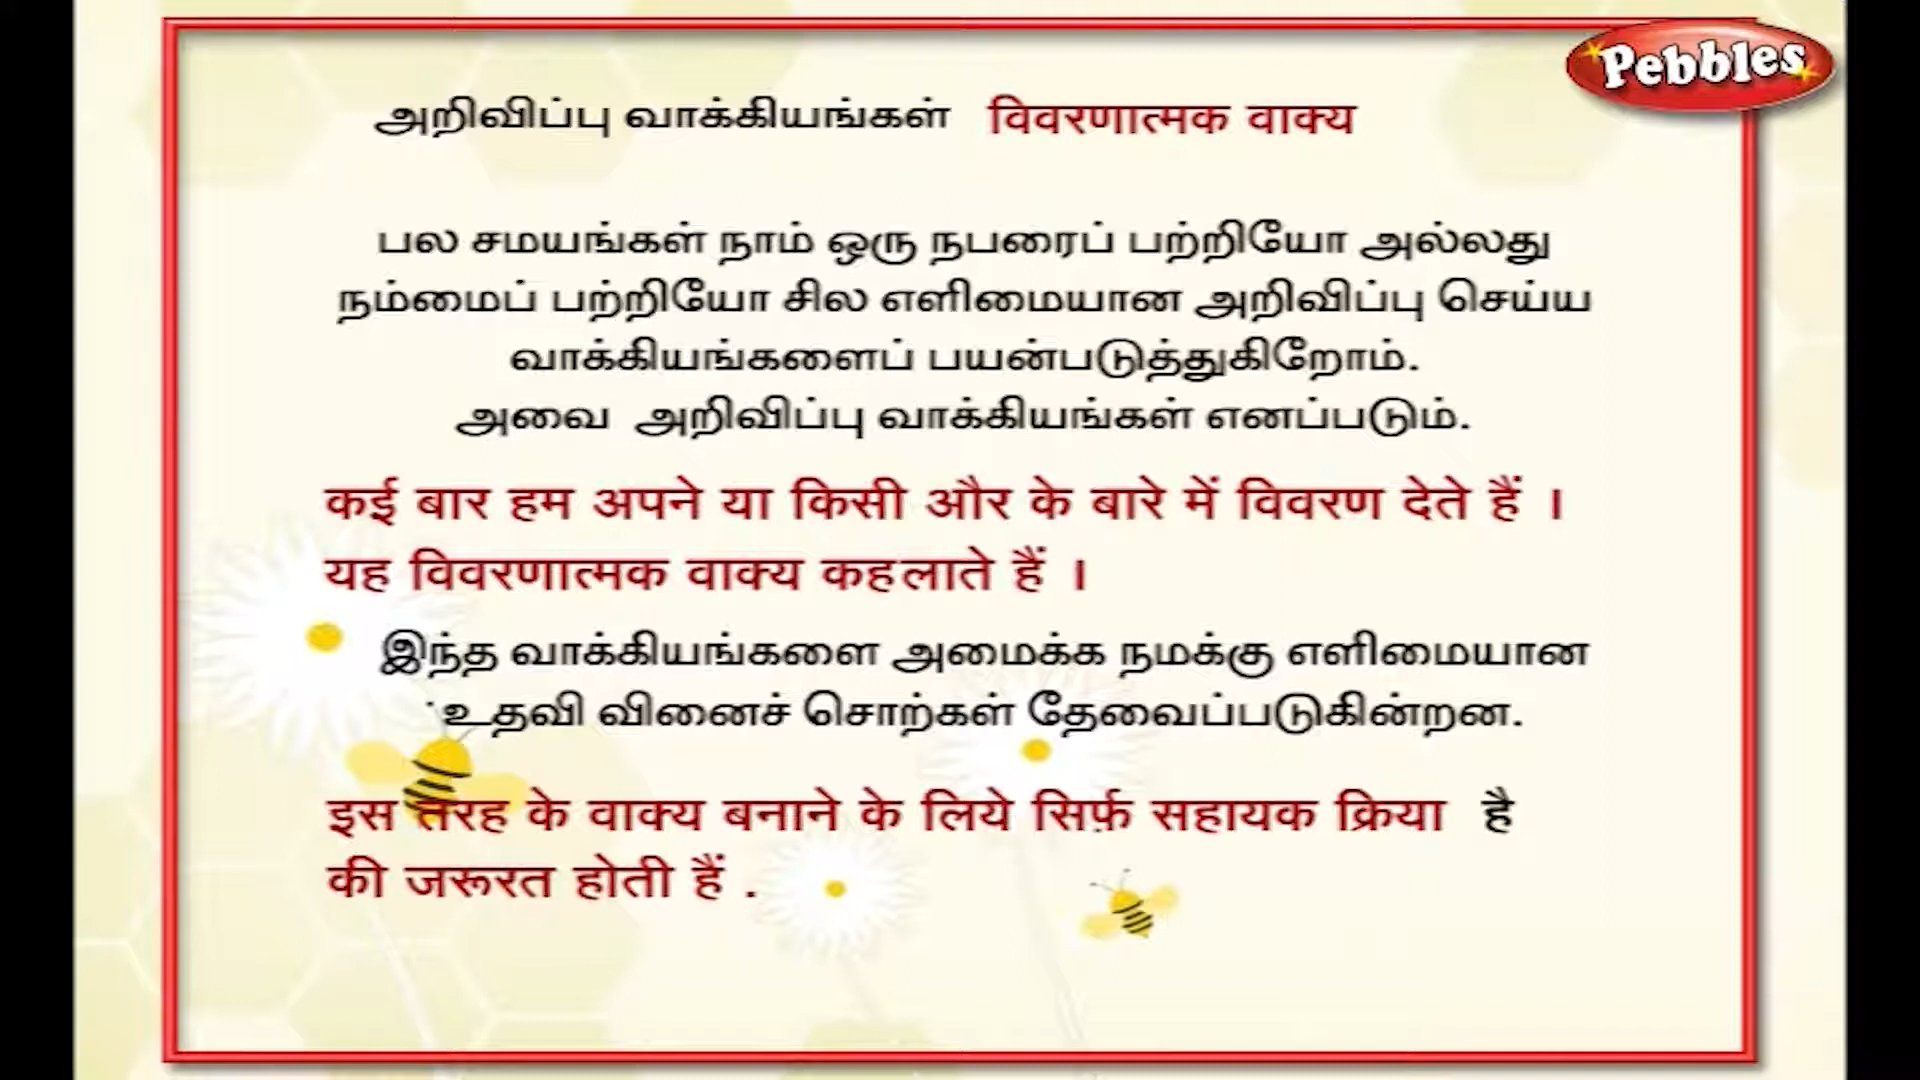 Pebbles
அறிவிப்பு வாக்கியங்கள் विवरणात्मक वाक्य
பல சமயங்கள் நாம் ஒரு நபரைப் பற்றியோ அல்லது
நம்மைப் பற்றியோ சில எளிமையான அறிவிப்பு செய்ய
வாக்கியங்களைப் பயன்படுத்துகிறோம்.
அவை அறிவிப்பு வாக்கியங்கள் எனப்படும்.
कई बार हम अपने या किसी और के बारे में विवरण देते हैं ।
यह विवरणात्मक वाक्य कहलाते हैं ।
இந்த வாக்கியங்களை அமைக்க நமக்கு எளிமையான
உதவி வினைச் சொற்கள் தேவைப்படுகின்றன.
इस तरह के वाक्य बनाने के लिये सिर्फ़ सहायक क्रिया है
की जरूरत होती हैं .